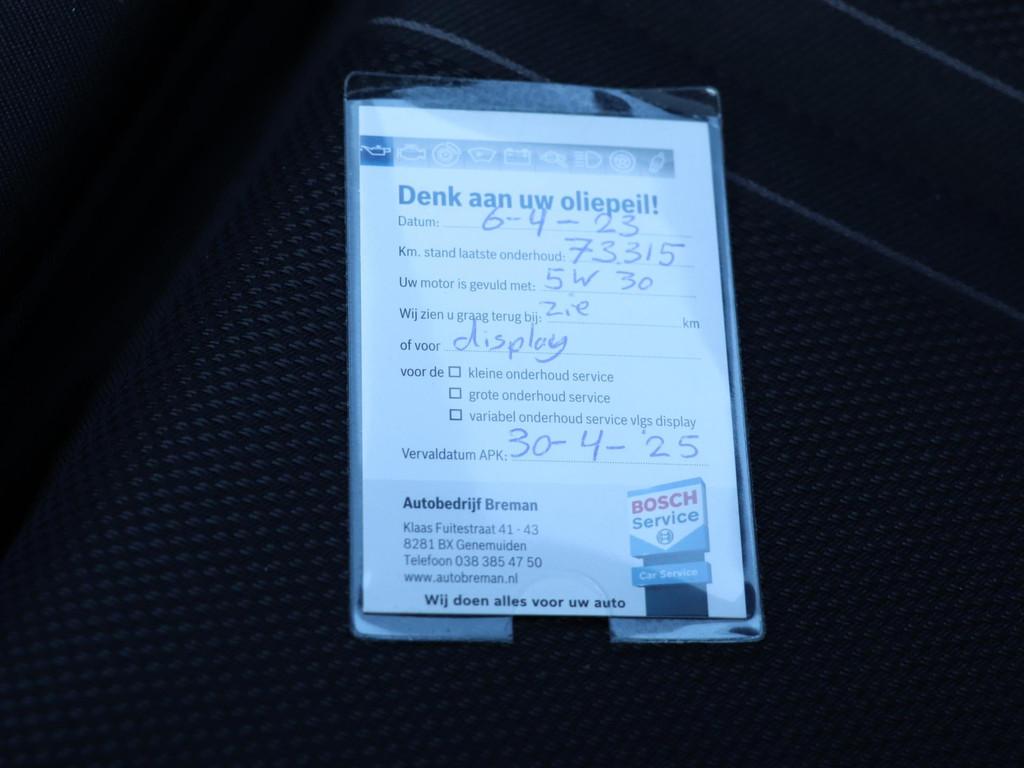 Denk aan uw oliepeil!
Datum: 6-4-23
Km. stand laatste onderhoud: 73.315
Uw motor is gevuld met: 5W 30
Wij zien u graag terug bij: zie km
of voor display
voor de kleine onderhoud service
grote onderhoud service
variabel onderhoud service vlgs display
Vervaldatum APK: 30-4-'25
Autobedrijf Breman
Klaas Fuitestraat 41 - 43
8281 BX Genemuiden
Telefoon 038 385 47 50
www.autobreman.nl
Wij doen alles voor uw auto
BOSCH
Service
Car Service